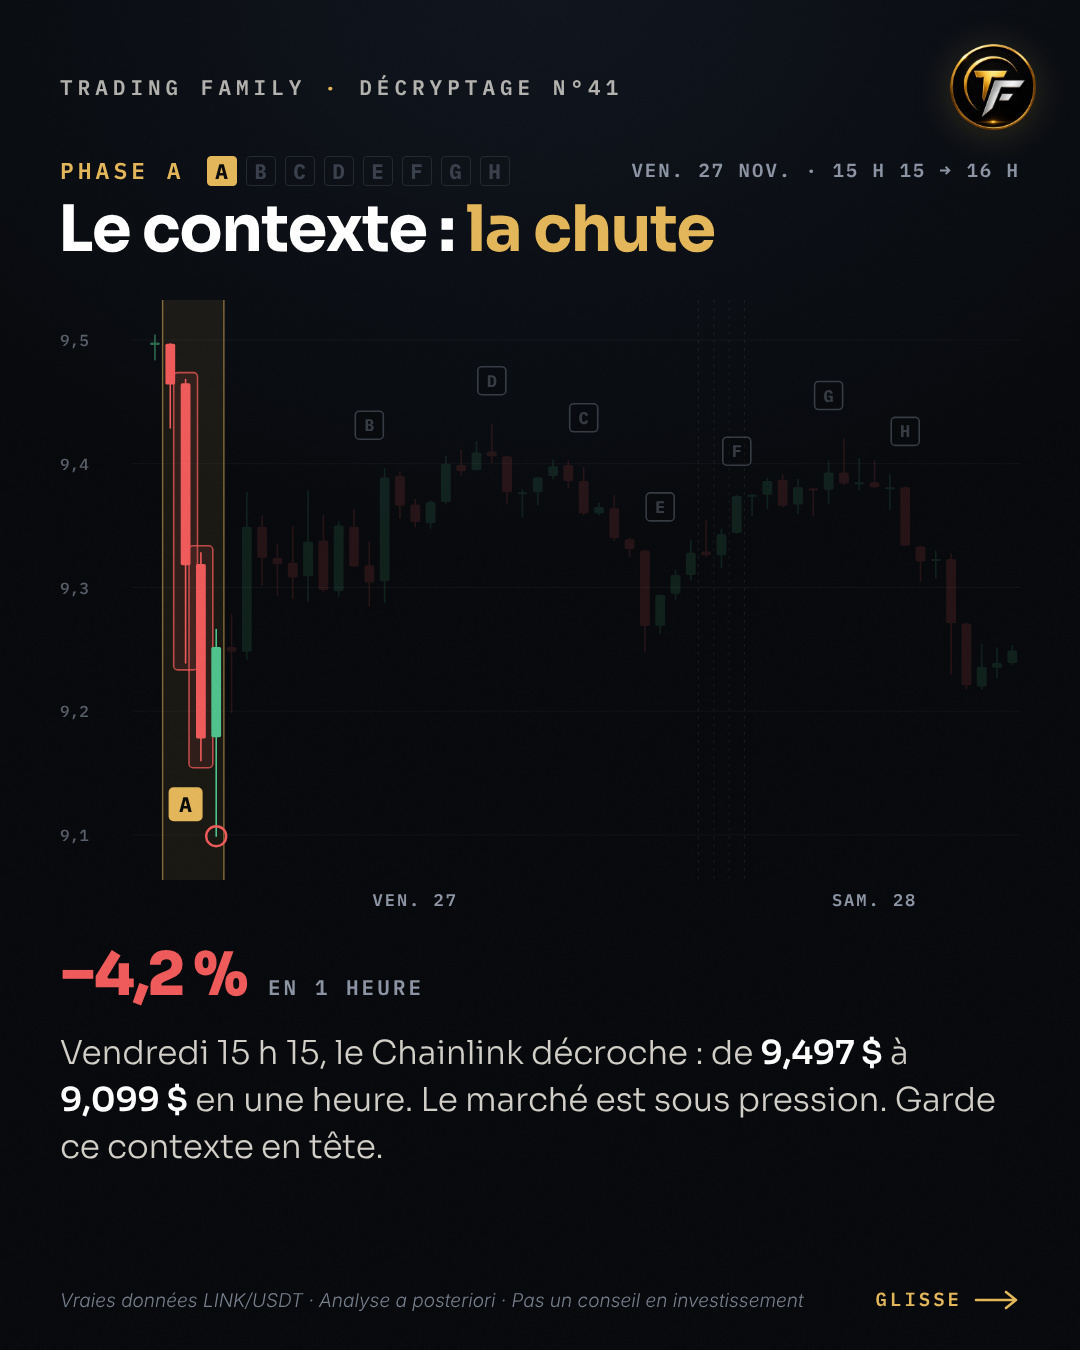 TRADING FAMILY · DÉCRYPTAGE N°41
TF
PHASE A A B C D E F G H
VEN. 27 NOV. · 15 H 15 → 16 H
Le contexte : la chute
9,5
D
G
B
C
H
9,4
F
E
9,3
9,2
A
9,1
VEN. 27
SAM. 28
−4,2 % EN 1 HEURE
Vendredi 15 h 15, le Chainlink décroche : de 9,497 $ à
9,099 $ en une heure. Le marché est sous pression. Garde
ce contexte en tête.
Vraies données LINK/USDT · Analyse a posteriori · Pas un conseil en investissement
GLISSE →